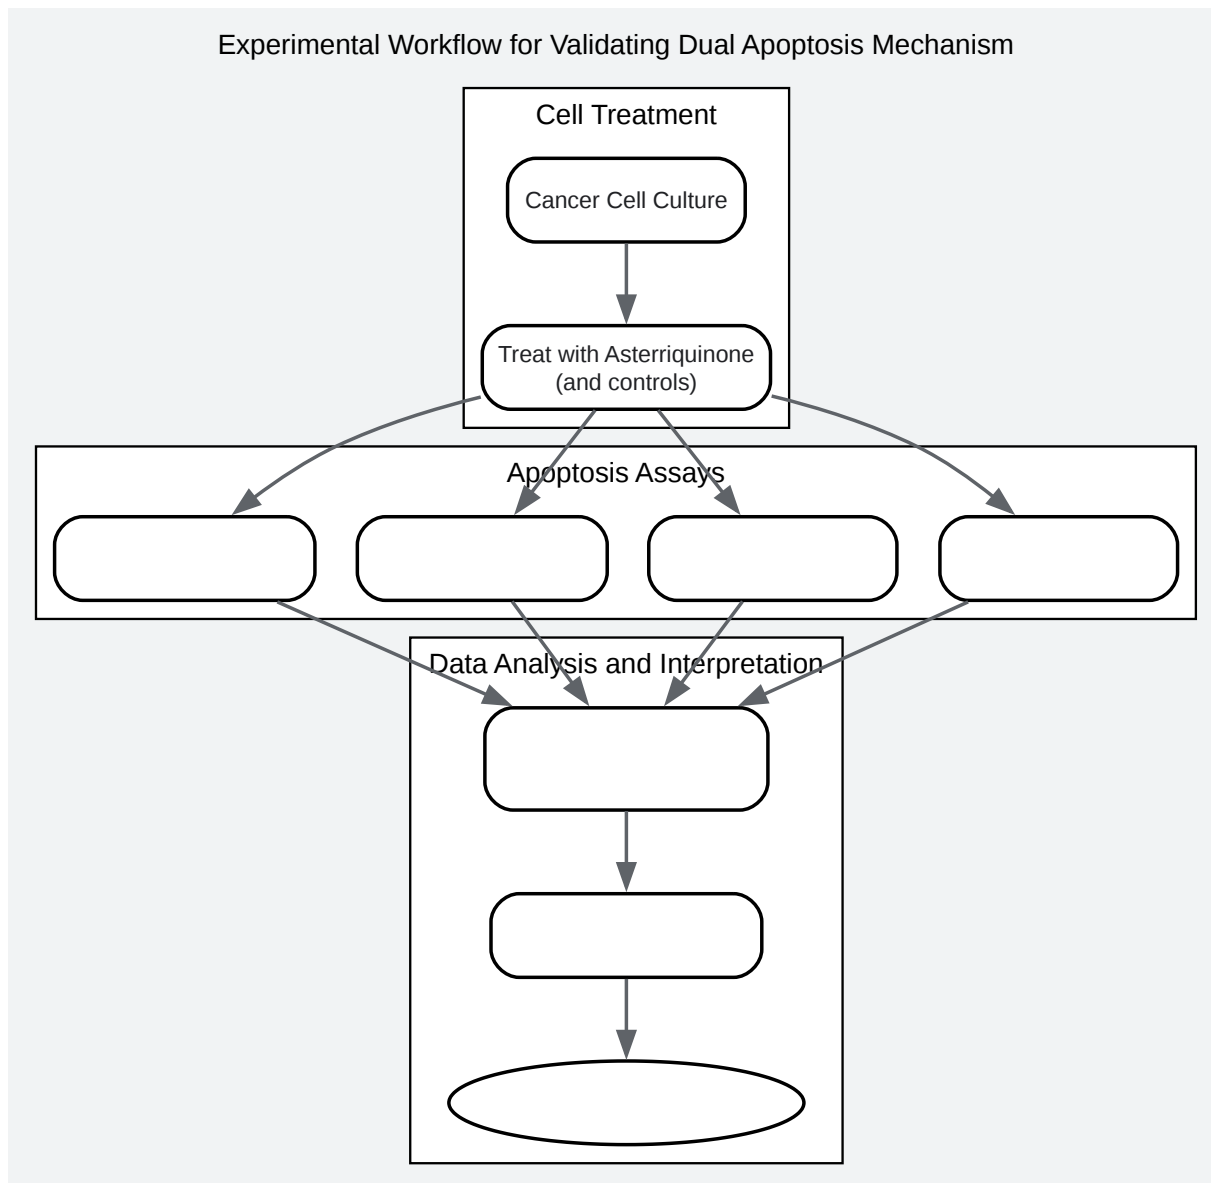 Experimental Workflow for Validating Dual Apoptosis Mechanism
Cell Treatment
Cancer Cell Culture
Treat with Asterriquinone
(and controls)
Apoptosis Assays
Data Analysis and Interpretation